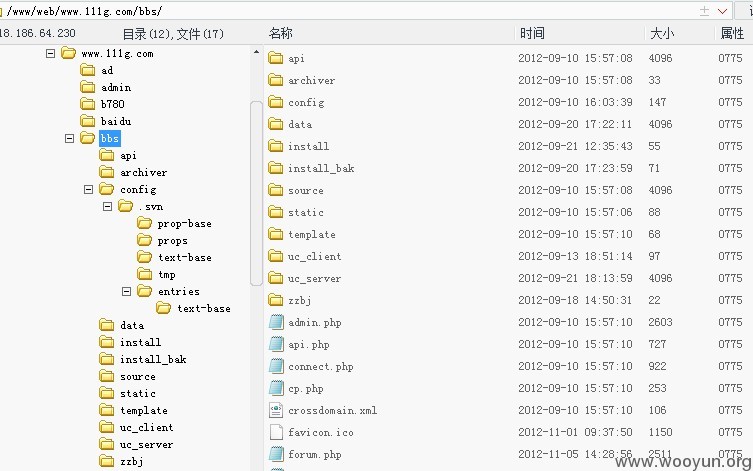 /www/web/www.111g.com/bbs/
18.186.64.230 目录(12),文件(17) 名称 时间 大小 属性
www.111g.com
ad
admin
b780
baidu
bbs
api
archiver
config
.svn
prop-base
props
text-base
tmp
entries
text-base
data
install
install_bak
source
static
template
uc_client
uc_server
zzbj
api 2012-09-10 15:57:08 4096 0775
archiver 2012-09-10 15:57:08 33 0775
config 2012-09-10 16:03:39 147 0775
data 2012-09-20 17:22:11 4096 0775
install 2012-09-21 12:35:43 55 0775
install_bak 2012-09-20 17:23:59 71 0775
source 2012-09-10 15:57:08 4096 0775
static 2012-09-10 15:57:06 88 0775
template 2012-09-10 15:57:10 68 0775
uc_client 2012-09-13 18:51:14 97 0775
uc_server 2012-09-21 18:13:59 4096 0775
zzbj 2012-09-18 14:50:31 22 0775
admin.php 2012-09-10 15:57:10 2603 0775
api.php 2012-09-10 15:57:10 727 0775
connect.php 2012-09-10 15:57:10 922 0775
cp.php 2012-09-10 15:57:10 253 0775
crossdomain.xml 2012-09-10 15:57:10 106 0775
favicon.ico 2012-11-01 09:37:50 1150 0775
forum.php 2012-11-05 14:28:56 2511 0775
www.wooyun.org